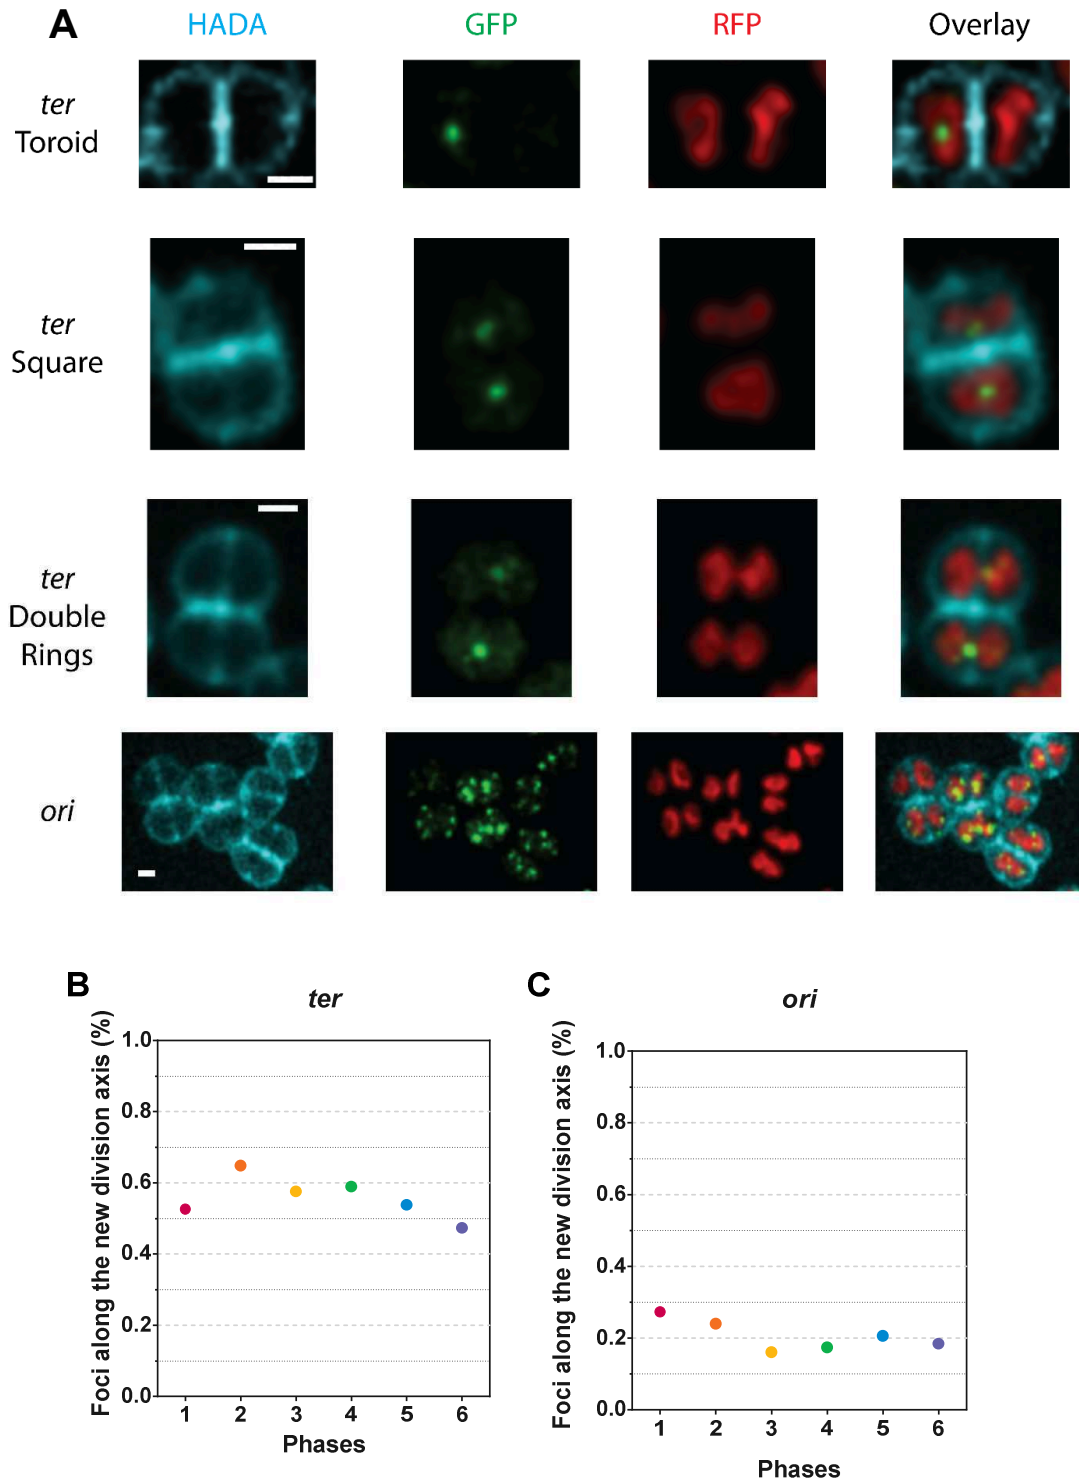 A
HADA
GFP
RFP
Overlay
ter
Toroid
ter
Square
ter
Double
Rings
ori
B
ter
Foci along the new division axis (%)
1.0
0.8
0.6
0.4
0.2
0.0
1 2 3 4 5 6
Phases
C
ori
Foci along the new division axis (%)
1.0
0.8
0.6
0.4
0.2
0.0
1 2 3 4 5 6
Phases